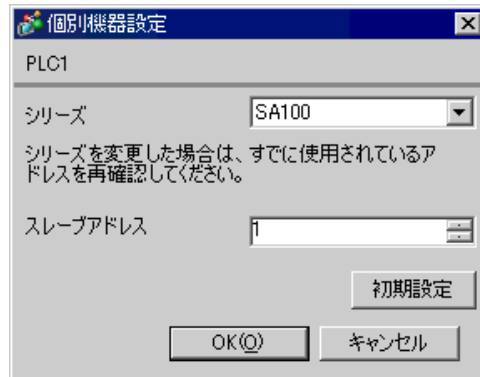 個別機器設定
PLC1
シリーズ
SA100
シリーズを変更した場合は、すでに使用されているア
ドレスを再確認してください。
スレーブアドレス
1
初期設定
OK(O)
キャンセル